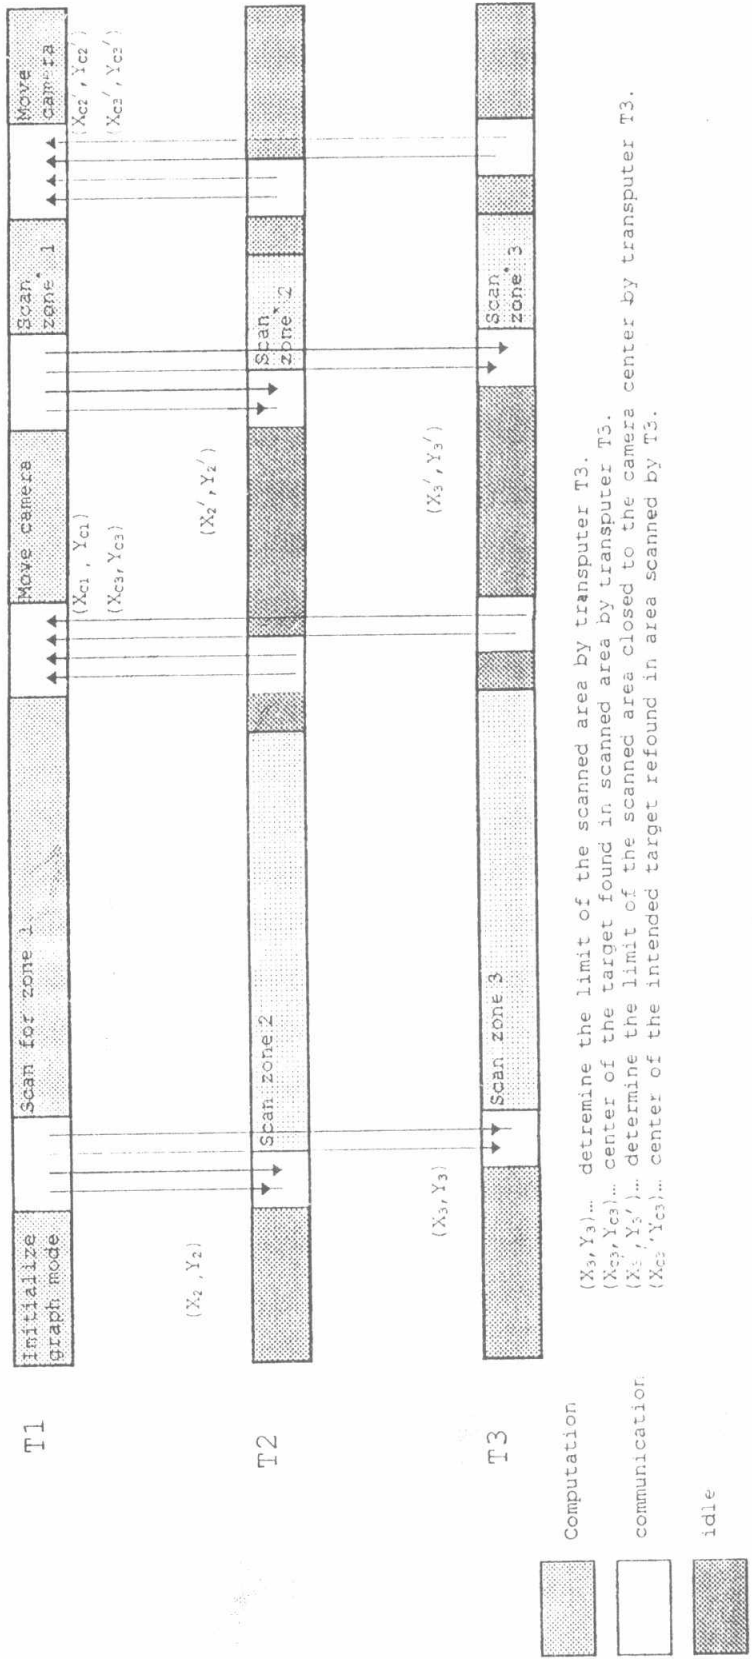 T1
Initialize
graph mode
Scan for zone 1
Move camera
Scan
zone* 1
Move
camera
(X2,Y2)
(XC1,YC1)
(XC3,YC3)
(XC2',YC2')
(XC3',YC3')
T2
Scan zone 2
(X2',Y2')
Scan
zone* 2
(X3,Y3)
(X3',Y3')
T3
Scan zone 3
Scan
zone* 3
Computation
communication
idle
(X3,Y3)… detremine the limit of the scanned area by transputer T3.
(XC3,YC3)… center of the target found in scanned area by transputer T3.
(X3',Y3')… determine the limit of the scanned area closed to the camera center by transputer T3.
(XC3'YC3)… center of the intended target refound in area scanned by T3.